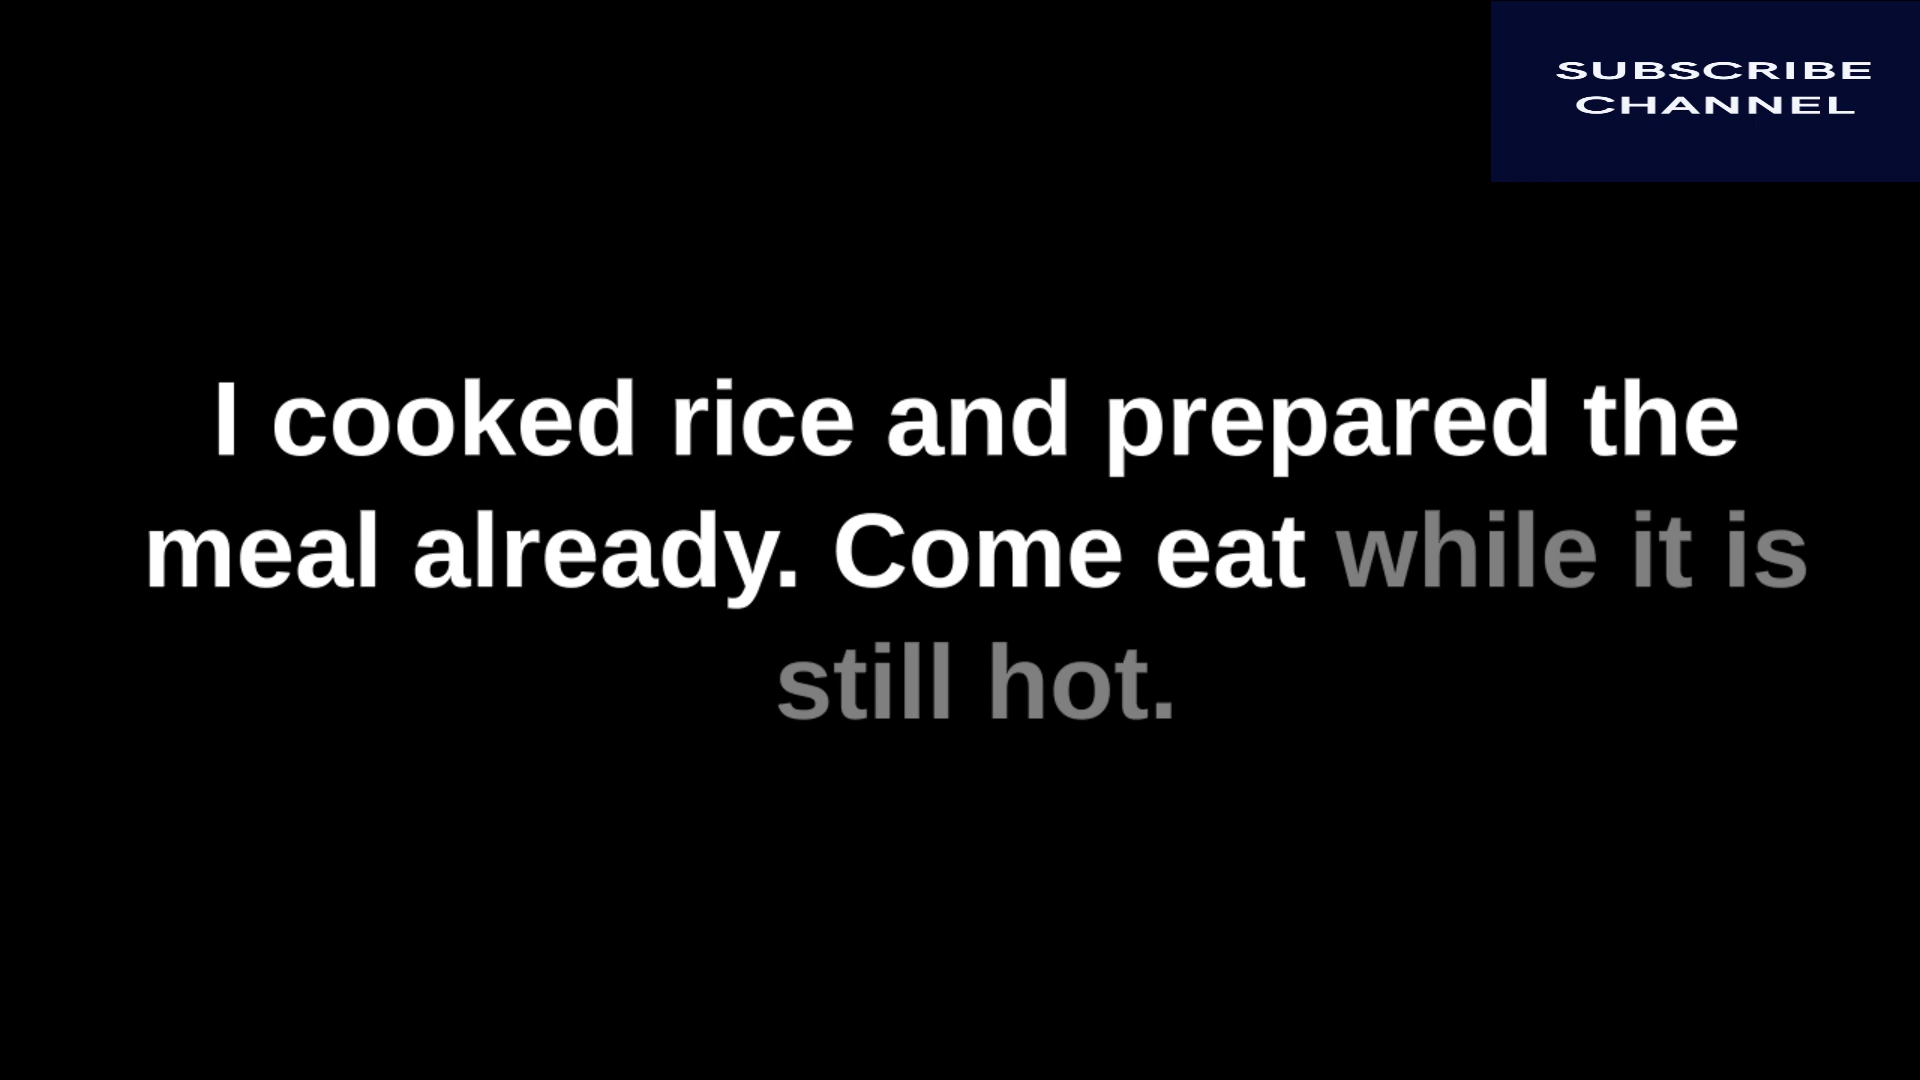 SUBSCRIBE
CHANNEL
I cooked rice and prepared the
meal already. Come eat while it is
still hot.